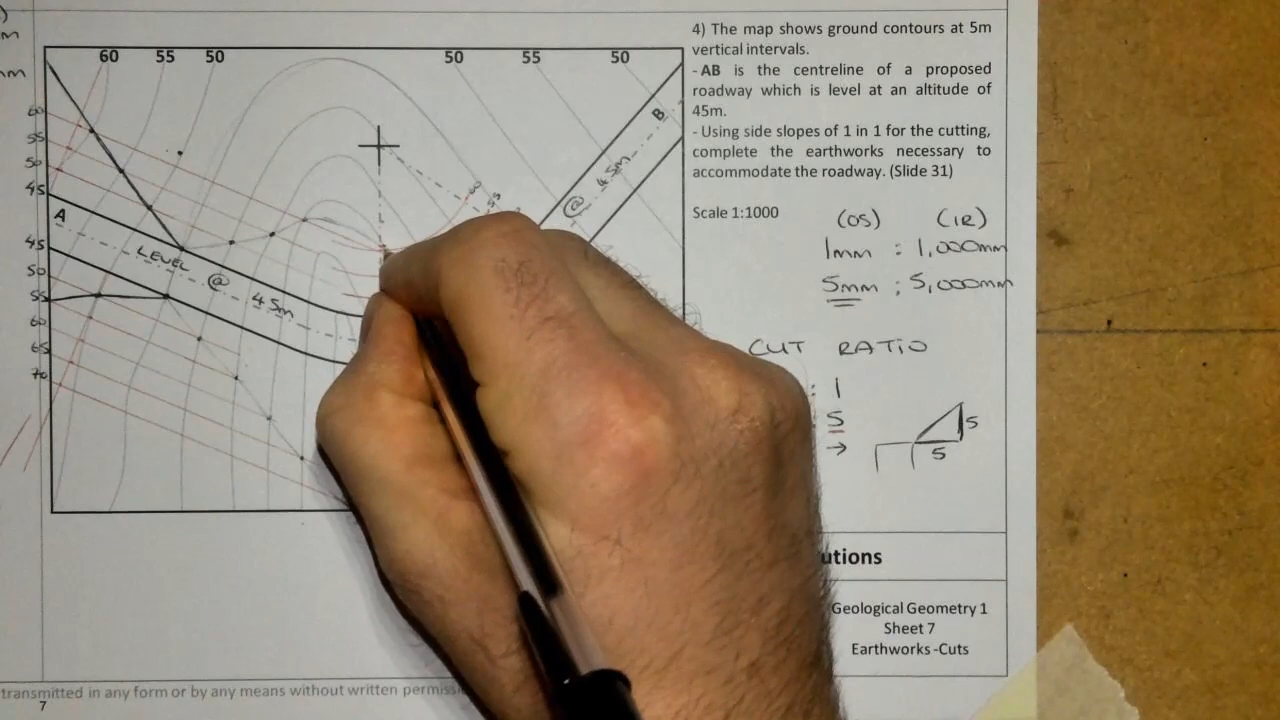 60 55 50 50 55 50
4) The map shows ground contours at 5m
vertical intervals.
- AB is the centreline of a proposed
roadway which is level at an altitude of
45m.
- Using side slopes of 1 in 1 for the cutting,
complete the earthworks necessary to
accommodate the roadway. (Slide 31)
Scale 1:1000
(OS) (IR)
1mm : 1,000mm
5mm : 5,000mm
CUT RATIO
: 1
5
→
5
5
60
55
50
45
A
LEVEL @ 45m
@ 45m
B
45
50
55
60
65
70
utions
Geological Geometry 1
Sheet 7
Earthworks -Cuts
transmitted in any form or by any means without written
7